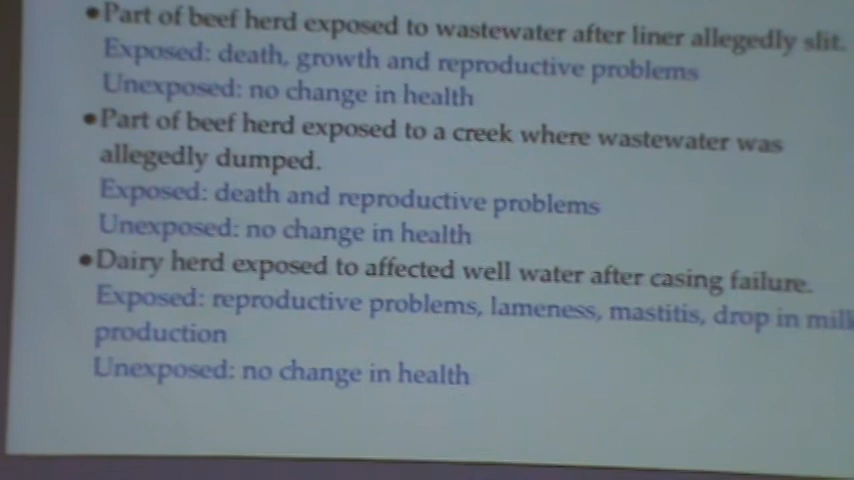 •Part of beef herd exposed to wastewater after liner allegedly slit.
Exposed: death, growth and reproductive problems
Unexposed: no change in health
•Part of beef herd exposed to a creek where wastewater was
allegedly dumped.
Exposed: death and reproductive problems
Unexposed: no change in health
•Dairy herd exposed to affected well water after casing failure.
Exposed: reproductive problems, lameness, mastitis, drop in milk
production
Unexposed: no change in health